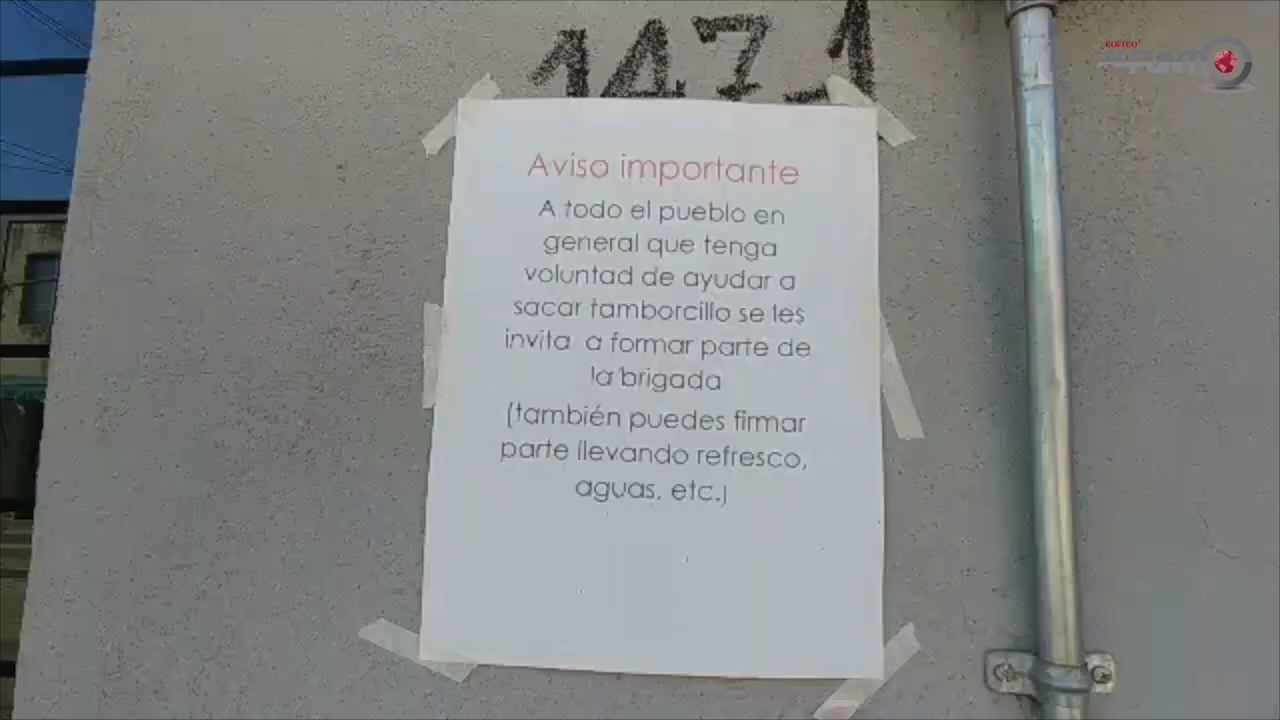 1471
CORREO
Aviso importante
A todo el pueblo en
general que tenga
voluntad de ayudar a
sacar tamborcillo se les
invita a formar parte de
la brigada
(también puedes firmar
parte llevando refresco,
aguas, etc.)